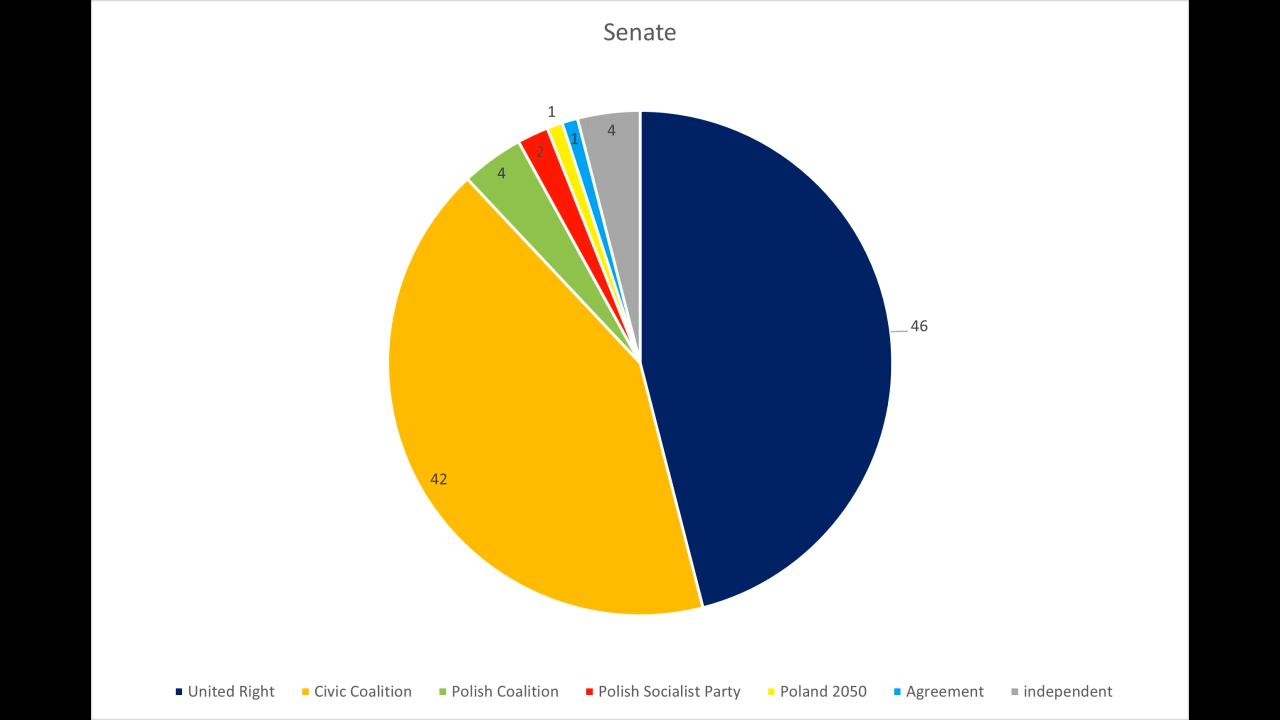 Senate
1
4
1
2
4
46
42
United Right
Civic Coalition
Polish Coalition
Polish Socialist Party
Poland 2050
Agreement
independent